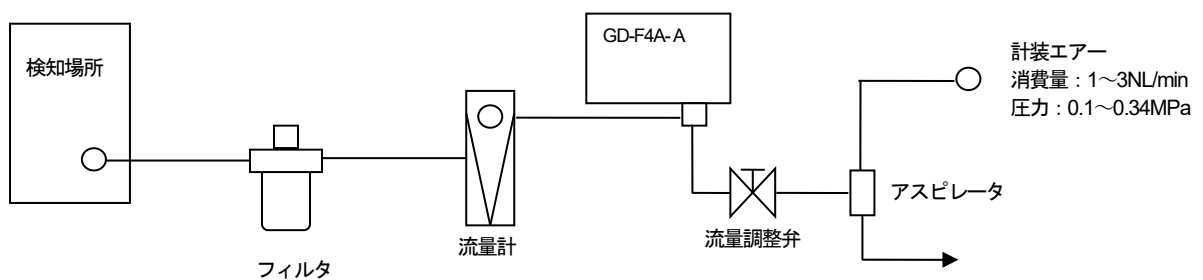 検知場所
フィルタ
流量計
GD-F4A-A
流量調整弁
アスピレータ
計装エアー
消費量：1～3NL/min
圧力：0.1～0.34MPa